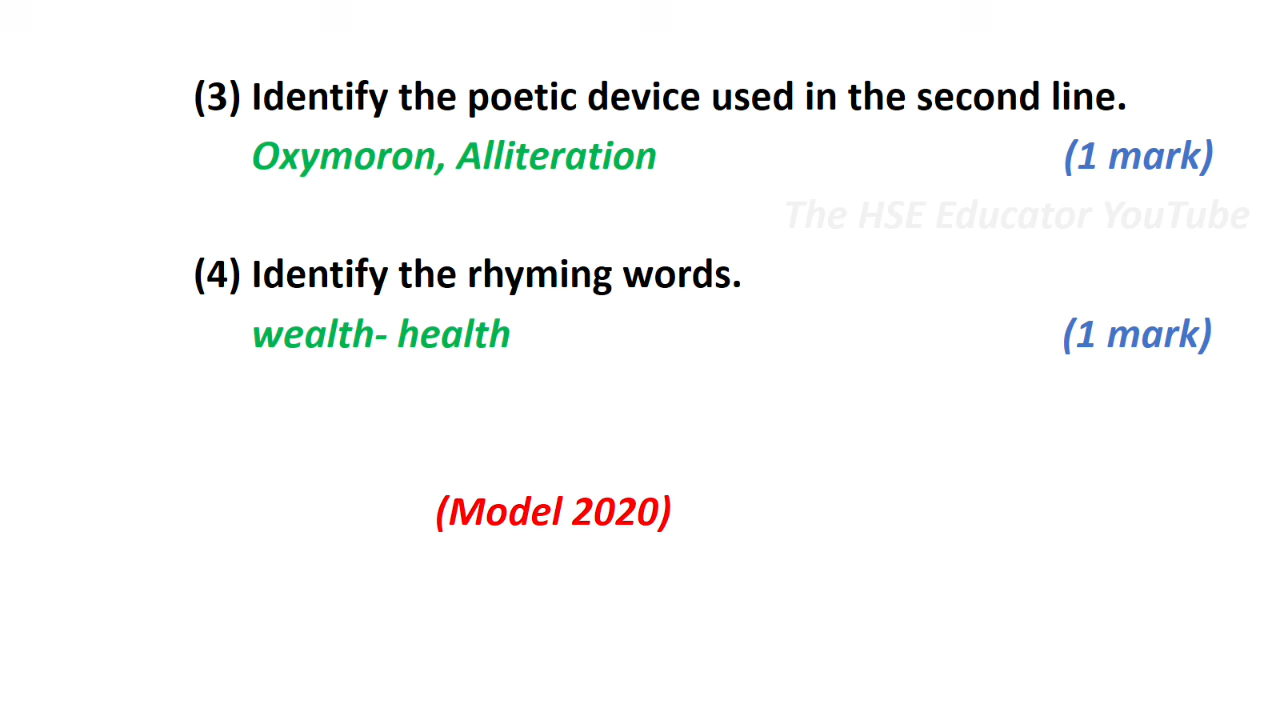 (3) Identify the poetic device used in the second line.
Oxymoron, Alliteration (1 mark)
The HSE Educator YouTube
(4) Identify the rhyming words.
wealth- health (1 mark)
(Model 2020)